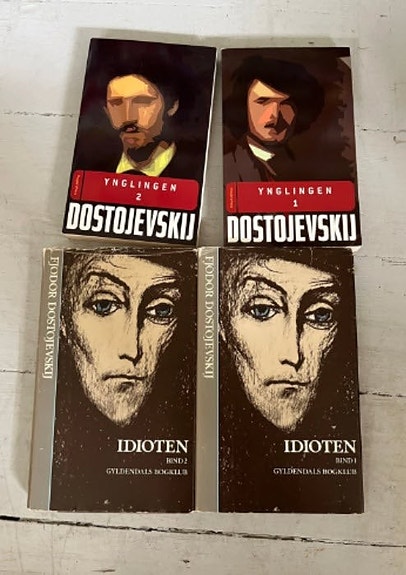 YNGLINGEN
2
DOSTOJEVSKIJ
YNGLINGEN
1
DOSTOJEVSKIJ
FJODOR DOSTOJEVSKIJ
IDIOTEN
BIND 2
GYLDENDALS BOGKLUB
FJODOR DOSTOJEVSKIJ
IDIOTEN
BIND 1
GYLDENDALS BOGKLUB